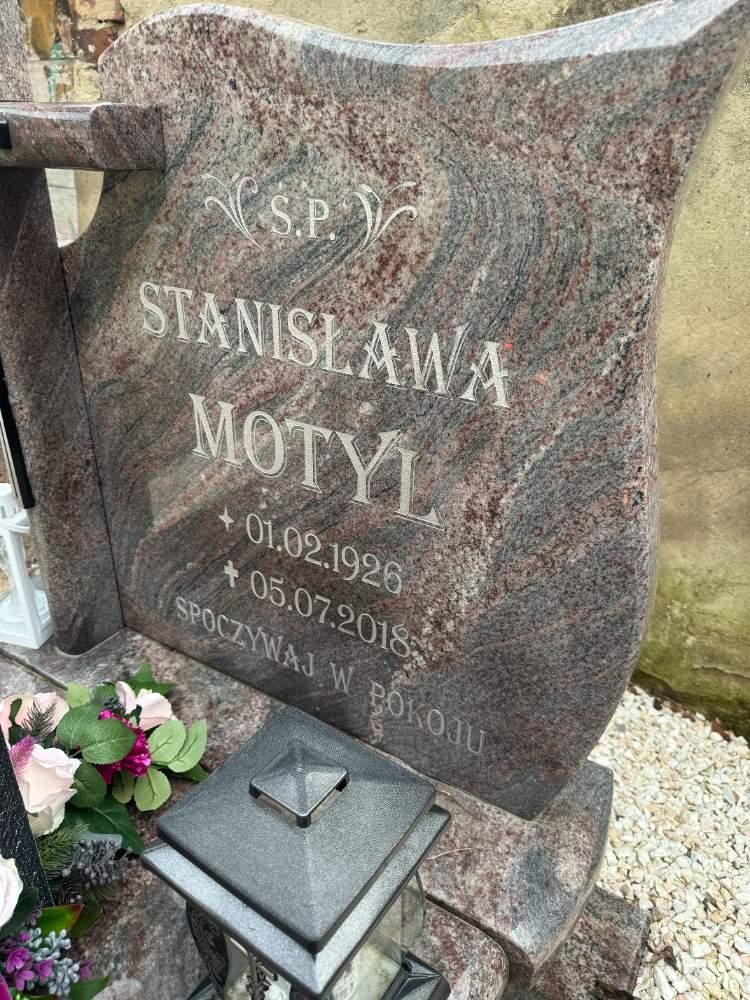 Ś.P.
STANISŁAWA
MOTYL
01.02.1926
05.07.2018
SPOCZYWAJ W POKOJU